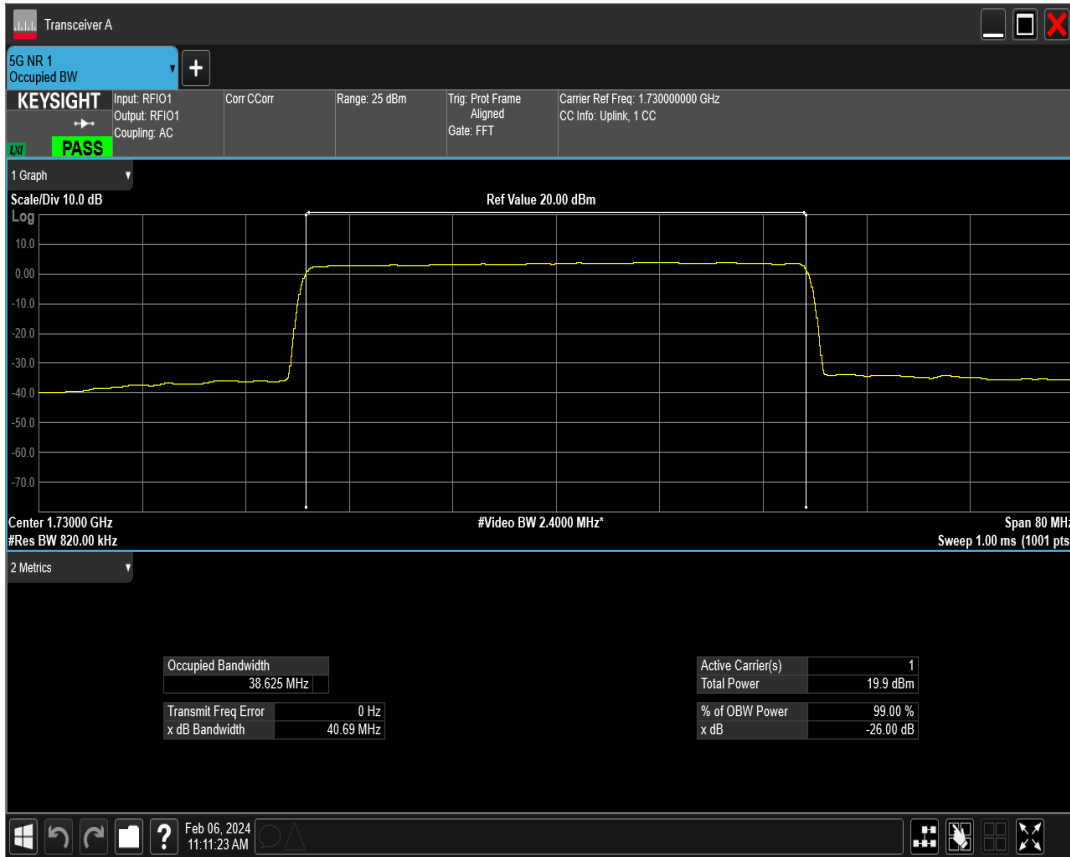 Transceiver A
5G NR 1
Occupied BW
+
KEYSIGHT
LXI
PASS
Input: RFIO1
Output: RFIO1
Coupling: AC
Corr CCorr
Range: 25 dBm
Trig: Prot Frame
Aligned
Gate: FFT
Carrier Ref Freq: 1.730000000 GHz
CC Info: Uplink, 1 CC
1 Graph
Scale/Div 10.0 dB
Ref Value 20.00 dBm
Log
10.0
0.00
-10.0
-20.0
-30.0
-40.0
-50.0
-60.0
-70.0
Center 1.73000 GHz
#Video BW 2.4000 MHz*
Span 80 MHz
#Res BW 820.00 kHz
Sweep 1.00 ms (1001 pts
2 Metrics
Occupied Bandwidth
38.625 MHz
Transmit Freq Error 0 Hz
x dB Bandwidth 40.69 MHz
Active Carrier(s) 1
Total Power 19.9 dBm
% of OBW Power 99.00 %
x dB -26.00 dB
?
Feb 06, 2024
11:11:23 AM